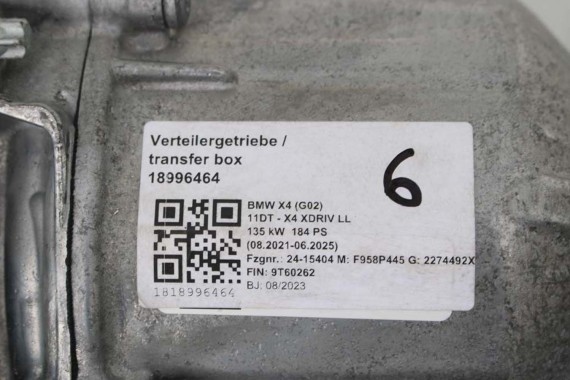 Verteilergetriebe /
transfer box
18996464
6
BMW X4 (G02)
11DT - X4 XDRIV LL
135 kW 184 PS
(08.2021-06.2025)
Fzgnr.: 24-15404 M: F958P445 G: 2274492X
FIN: 9T60262
BJ: 08/2023
1818996464